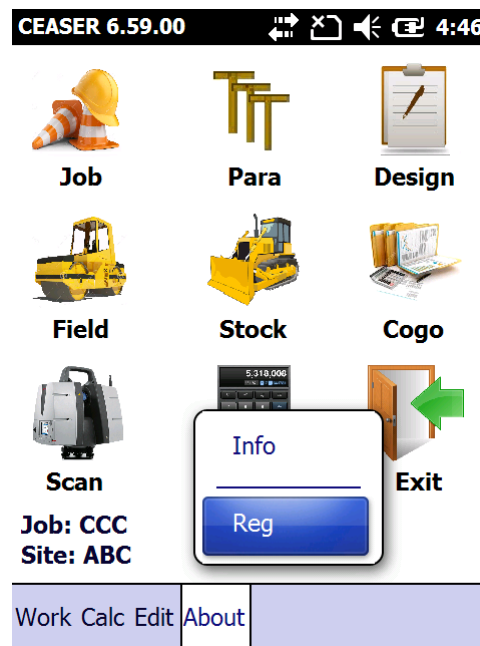 CEASER 6.59.00 4:46
Job Para Design
Field Stock Cogo
5.318,008
Scan Exit
Info
Reg
Job: CCC
Site: ABC
Work Calc Edit About